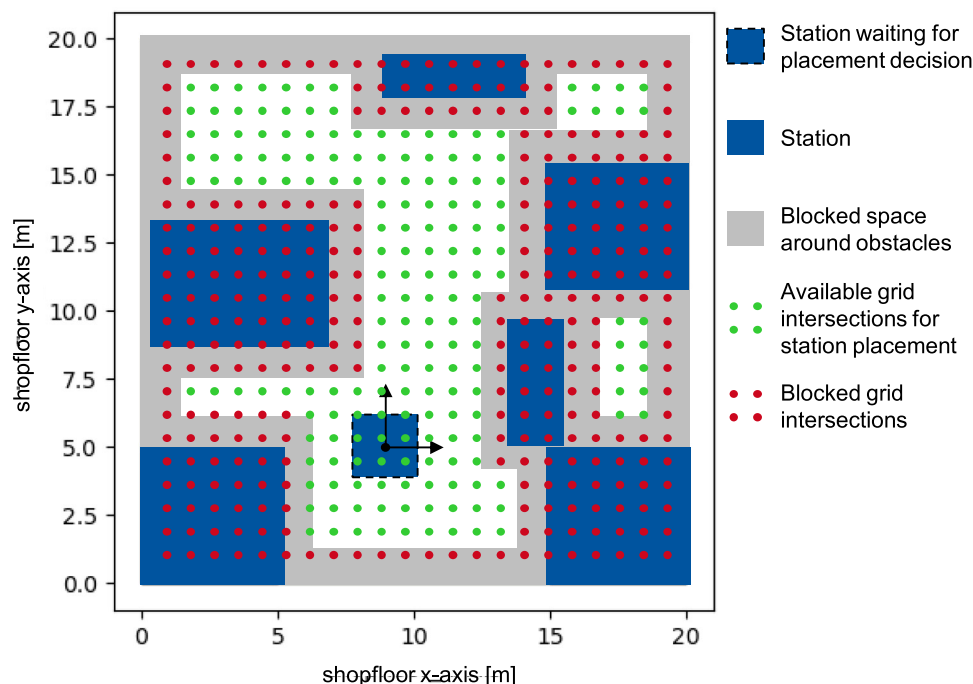 20.0
17.5
15.0
12.5
10.0
7.5
5.0
2.5
0.0
shopfloor y-axis [m]
0
5
10
15
20
shopfloor x-axis [m]
Station waiting for
placement decision
Station
Blocked space
around obstacles
Available grid
intersections for
station placement
Blocked grid
intersections